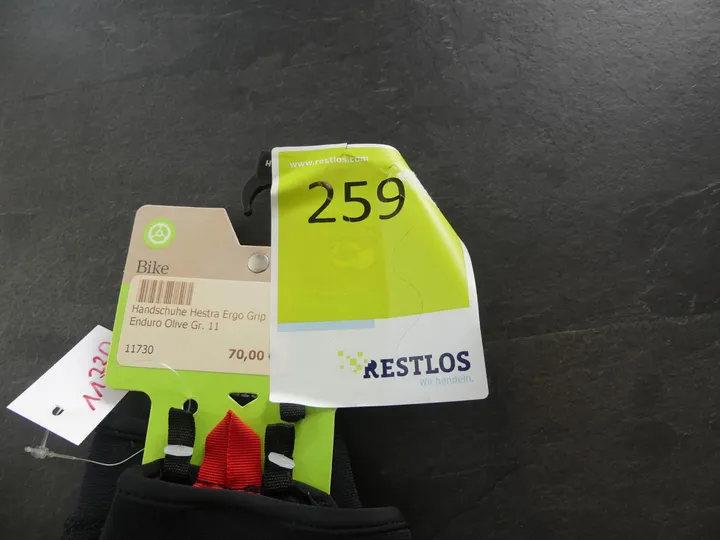 www.restlos.com
259
RESTLOS
Wir handeln.
Bike
Handschuhe Hestra Ergo Grip
Enduro Olive Gr. 11
11730
70,00